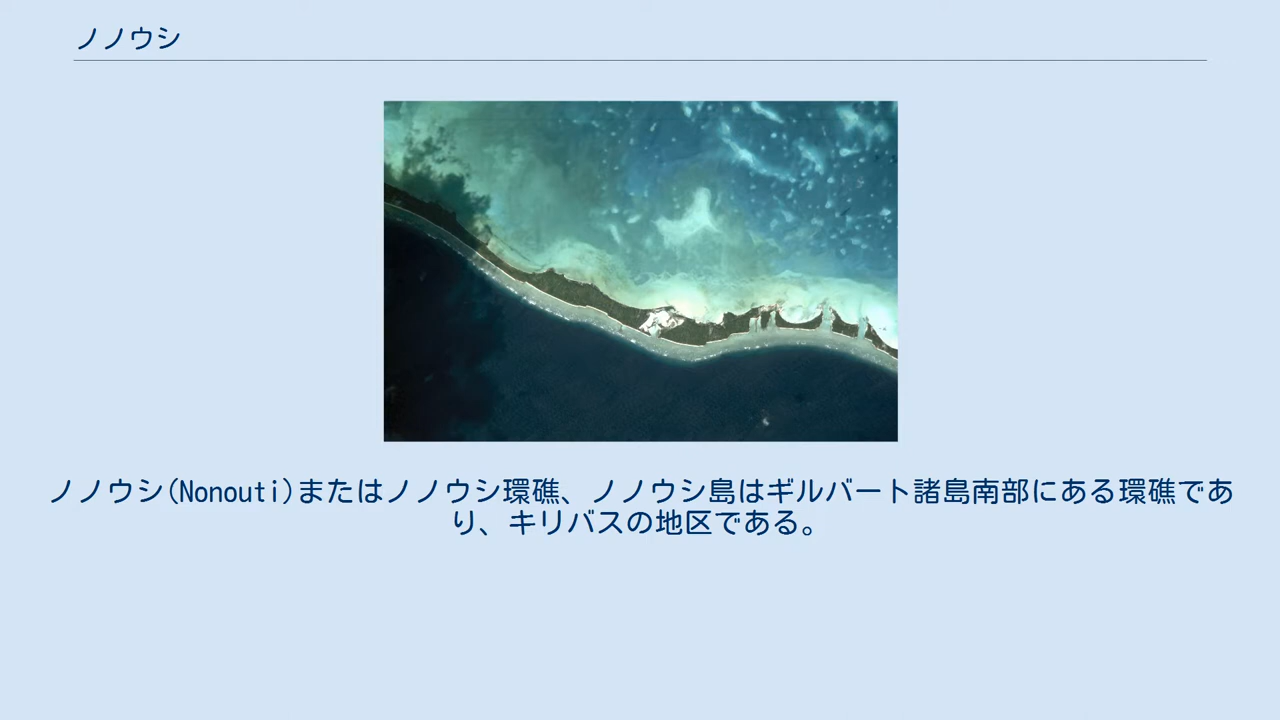 ノノウシ
ノノウシ(Nonouti)またはノノウシ環礁、ノノウシ島はギルバート諸島南部にある環礁であ
り、キリバスの地区である。